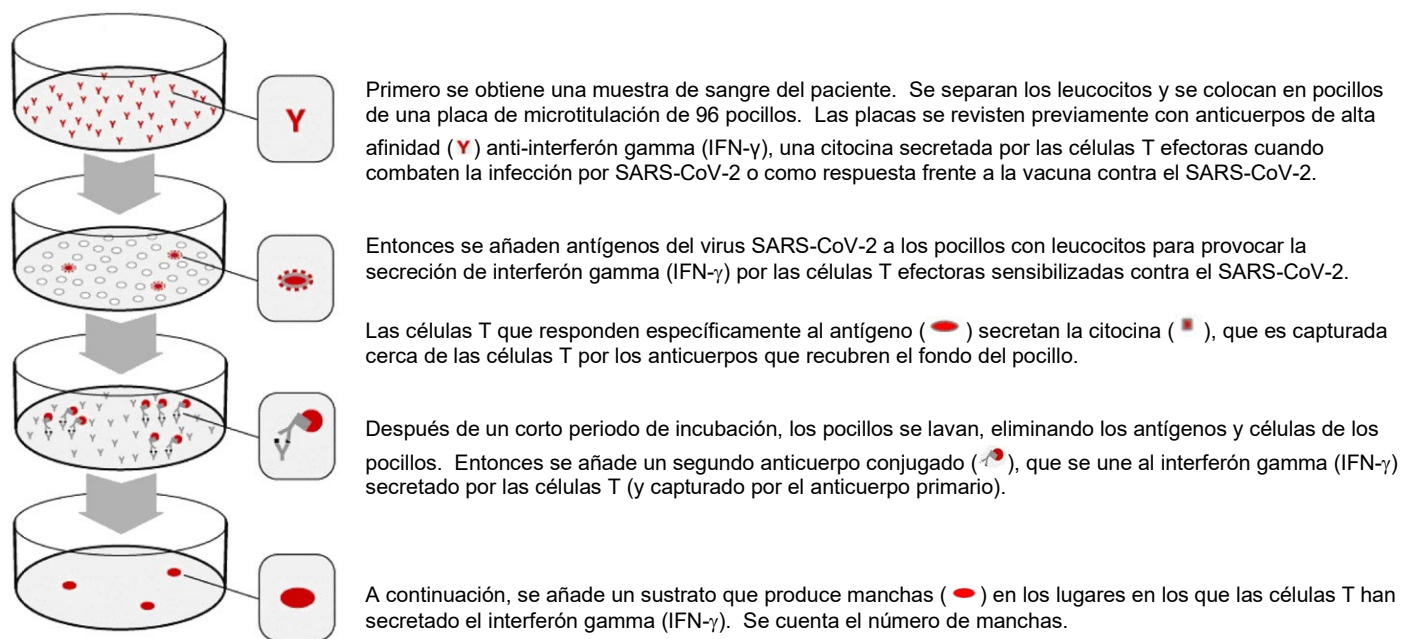 Primero se obtiene una muestra de sangre del paciente. Se separan los leucocitos y se colocan en pocillos
de una placa de microtitulación de 96 pocillos. Las placas se revisten previamente con anticuerpos de alta
afinidad (Y) anti-interferón gamma (IFN-γ), una citocina secretada por las células T efectoras cuando
combaten la infección por SARS-CoV-2 o como respuesta frente a la vacuna contra el SARS-CoV-2.
Entonces se añaden antígenos del virus SARS-CoV-2 a los pocillos con leucocitos para provocar la
secreción de interferón gamma (IFN-γ) por las células T efectoras sensibilizadas contra el SARS-CoV-2.
Las células T que responden específicamente al antígeno ( ) secretan la citocina ( ), que es capturada
cerca de las células T por los anticuerpos que recubren el fondo del pocillo.
Después de un corto periodo de incubación, los pocillos se lavan, eliminando los antígenos y células de los
pocillos. Entonces se añade un segundo anticuerpo conjugado ( ), que se une al interferón gamma (IFN-γ)
secretado por las células T (y capturado por el anticuerpo primario).
A continuación, se añade un sustrato que produce manchas ( ) en los lugares en los que las células T han
secretado el interferón gamma (IFN-γ). Se cuenta el número de manchas.